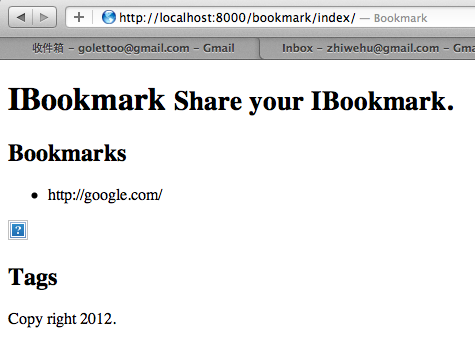 http://localhost:8000/bookmark/index/ — Bookmark
收件箱 – golettoo@gmail.com – Gmail
Inbox – zhiwehu@gmail.com – Gma
IBookmark Share your IBookmark.
Bookmarks
• http://google.com/
?
Tags
Copy right 2012.